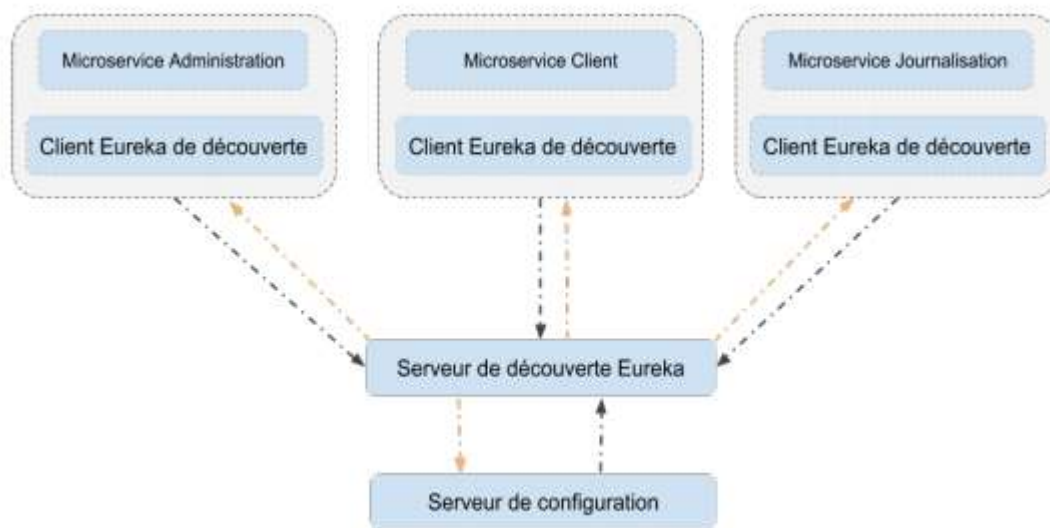 Microservice Administration
Client Eureka de découverte
Microservice Client
Client Eureka de découverte
Microservice Journalisation
Client Eureka de découverte
Serveur de découverte Eureka
Serveur de configuration